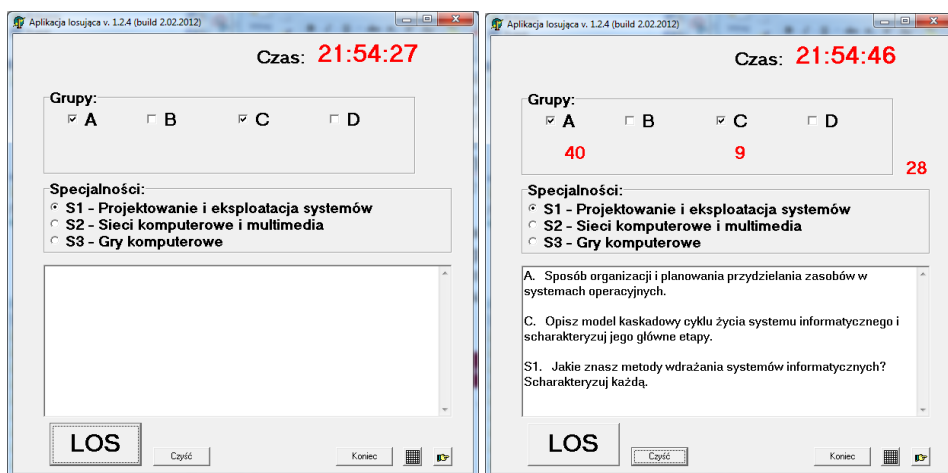 Aplikacja losująca v. 1.2.4 (build 2.02.2012)
Czas: 21:54:27
Grupy:
A B C D
Specjalności:
S1 - Projektowanie i eksploatacja systemów
S2 - Sieci komputerowe i multimedia
S3 - Gry komputerowe
LOS
Czyść
Koniec
Aplikacja losująca v. 1.2.4 (build 2.02.2012)
Czas: 21:54:46
Grupy:
A B C D
40 9
28
Specjalności:
S1 - Projektowanie i eksploatacja systemów
S2 - Sieci komputerowe i multimedia
S3 - Gry komputerowe
A. Sposób organizacji i planowania przydzielania zasobów w
systemach operacyjnych.
C. Opisz model kaskadowy cyklu życia systemu informatycznego i
scharakteryzuj jego główne etapy.
S1. Jakie znasz metody wdrażania systemów informatycznych?
Scharakteryzuj każdą.
LOS
Czyść
Koniec